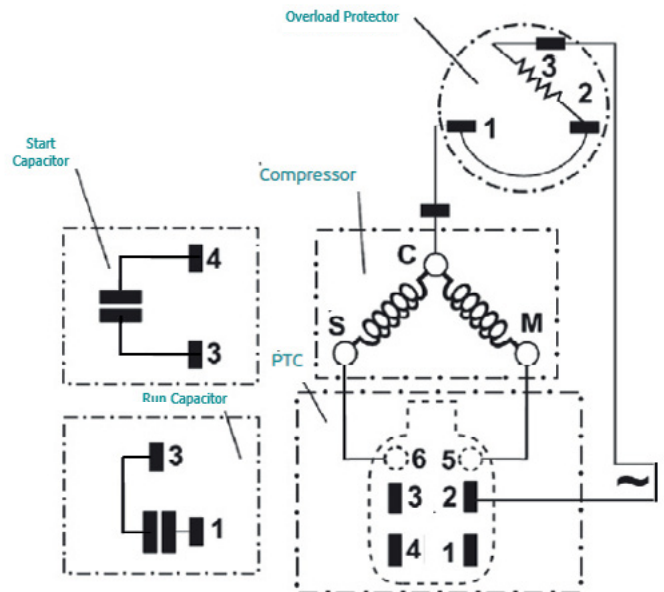 Overload Protector
3
2
1
Start
Capacitor
4
3
Compressor
C
S
M
PTC
Run Capacitor
3
1
6 5
3 2
4 1
~